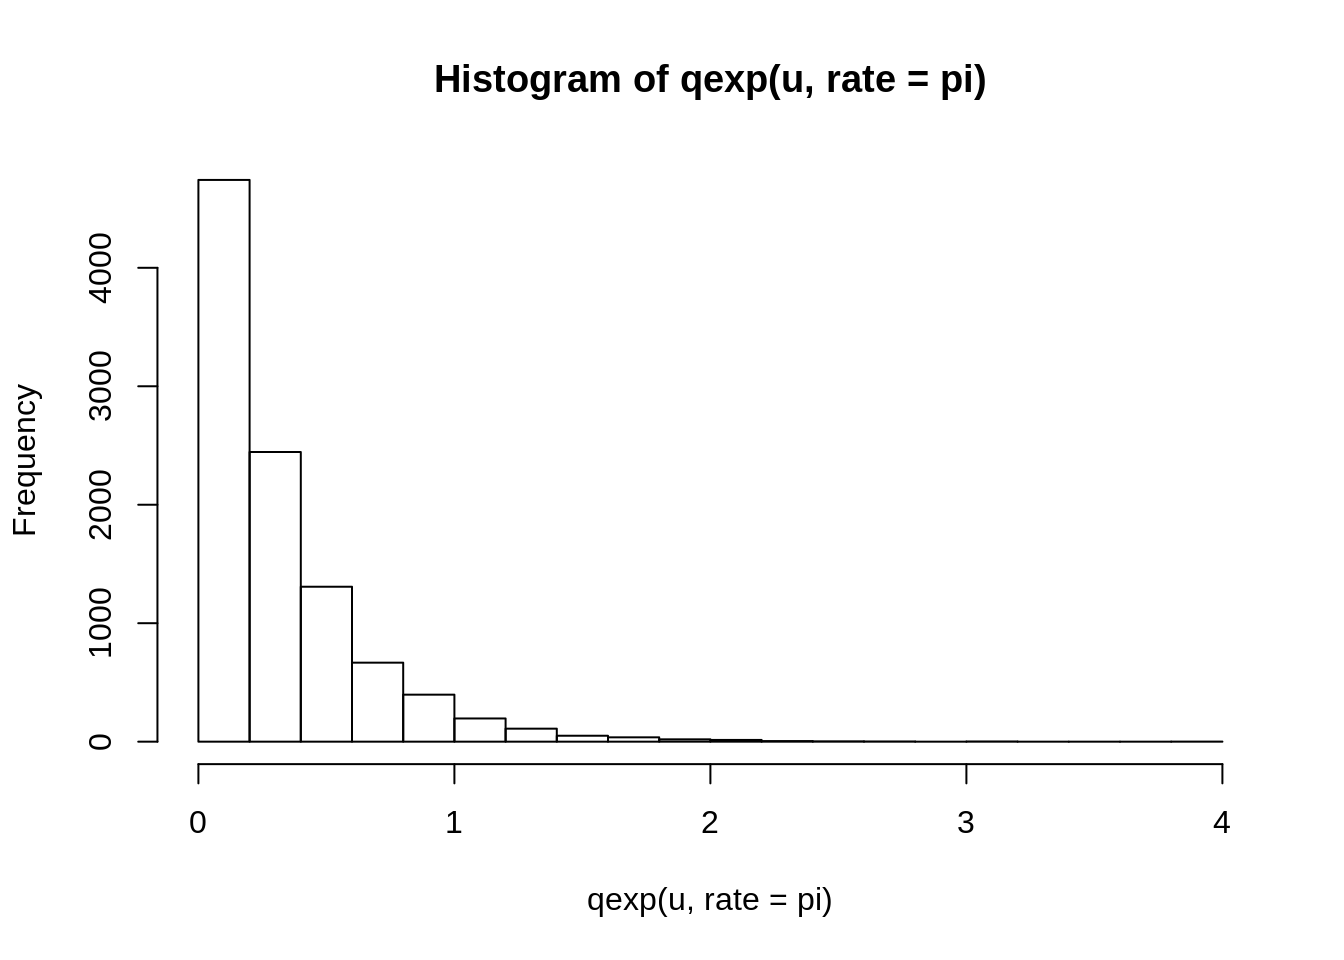 Histogram of qexp(u, rate = pi)
Frequency
4000
3000
2000
1000
0
0 1 2 3 4
qexp(u, rate = pi)